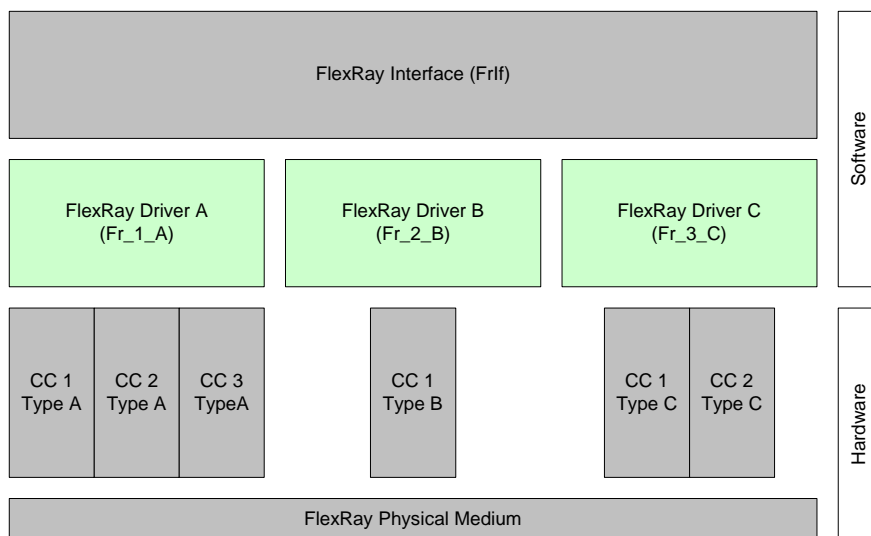 FlexRay Interface (FrIf)
Software
FlexRay Driver A
(Fr_1_A)
FlexRay Driver B
(Fr_2_B)
FlexRay Driver C
(Fr_3_C)
CC 1
Type A
CC 2
Type A
CC 3
TypeA
CC 1
Type B
CC 1
Type C
CC 2
Type C
Hardware
FlexRay Physical Medium